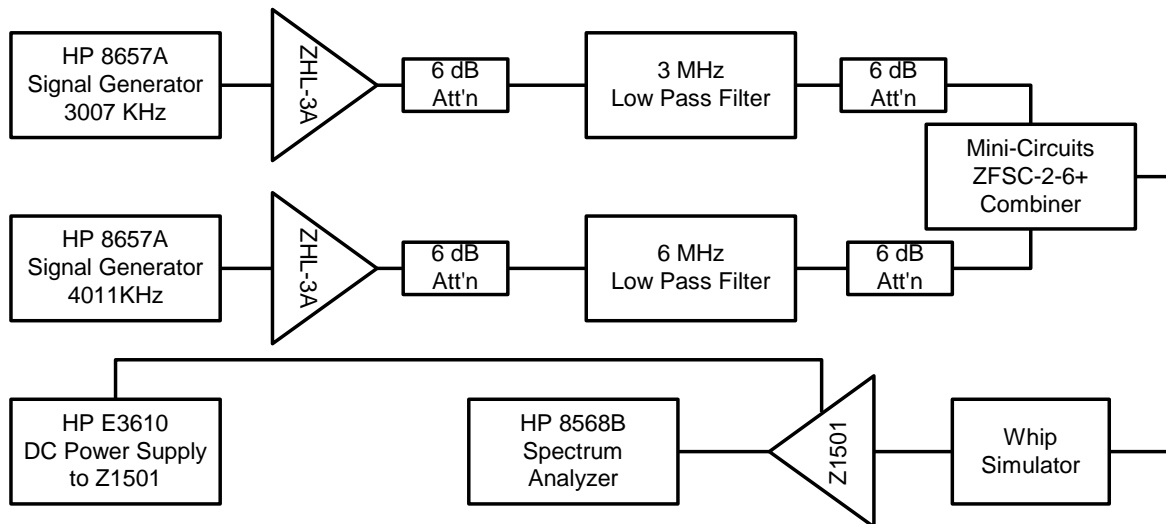 HP 8657A
Signal Generator
3007 KHz
ZHL-3A
6 dB
Att'n
3 MHz
Low Pass Filter
6 dB
Att'n
Mini-Circuits
ZFSC-2-6+
Combiner
HP 8657A
Signal Generator
4011KHz
ZHL-3A
6 dB
Att'n
6 MHz
Low Pass Filter
6 dB
Att'n
HP E3610
DC Power Supply
to Z1501
HP 8568B
Spectrum
Analyzer
Z1501
Whip
Simulator